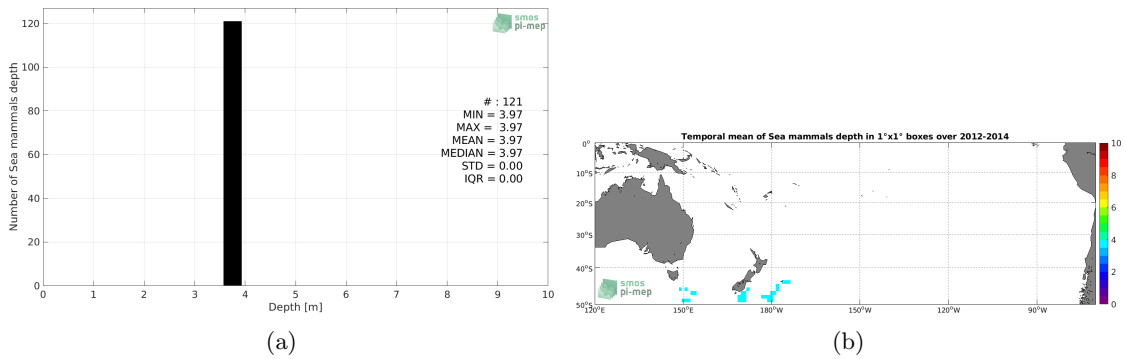 smos
pi-mep
120
100
80
60
40
20
0
Number of Sea mammals depth
# : 121
MIN = 3.97
MAX = 3.97
MEAN = 3.97
MEDIAN = 3.97
STD = 0.00
IQR = 0.00
0 1 2 3 4 5 6 7 8 9 10
Depth [m]
(a)
Temporal mean of Sea mammals depth in 1°x1° boxes over 2012-2014
0°
10°S
20°S
30°S
40°S
50°S
smos
pi-mep
120°E 150°E 180°W 150°W 120°W 90°W
10
8
6
4
2
0
(b)